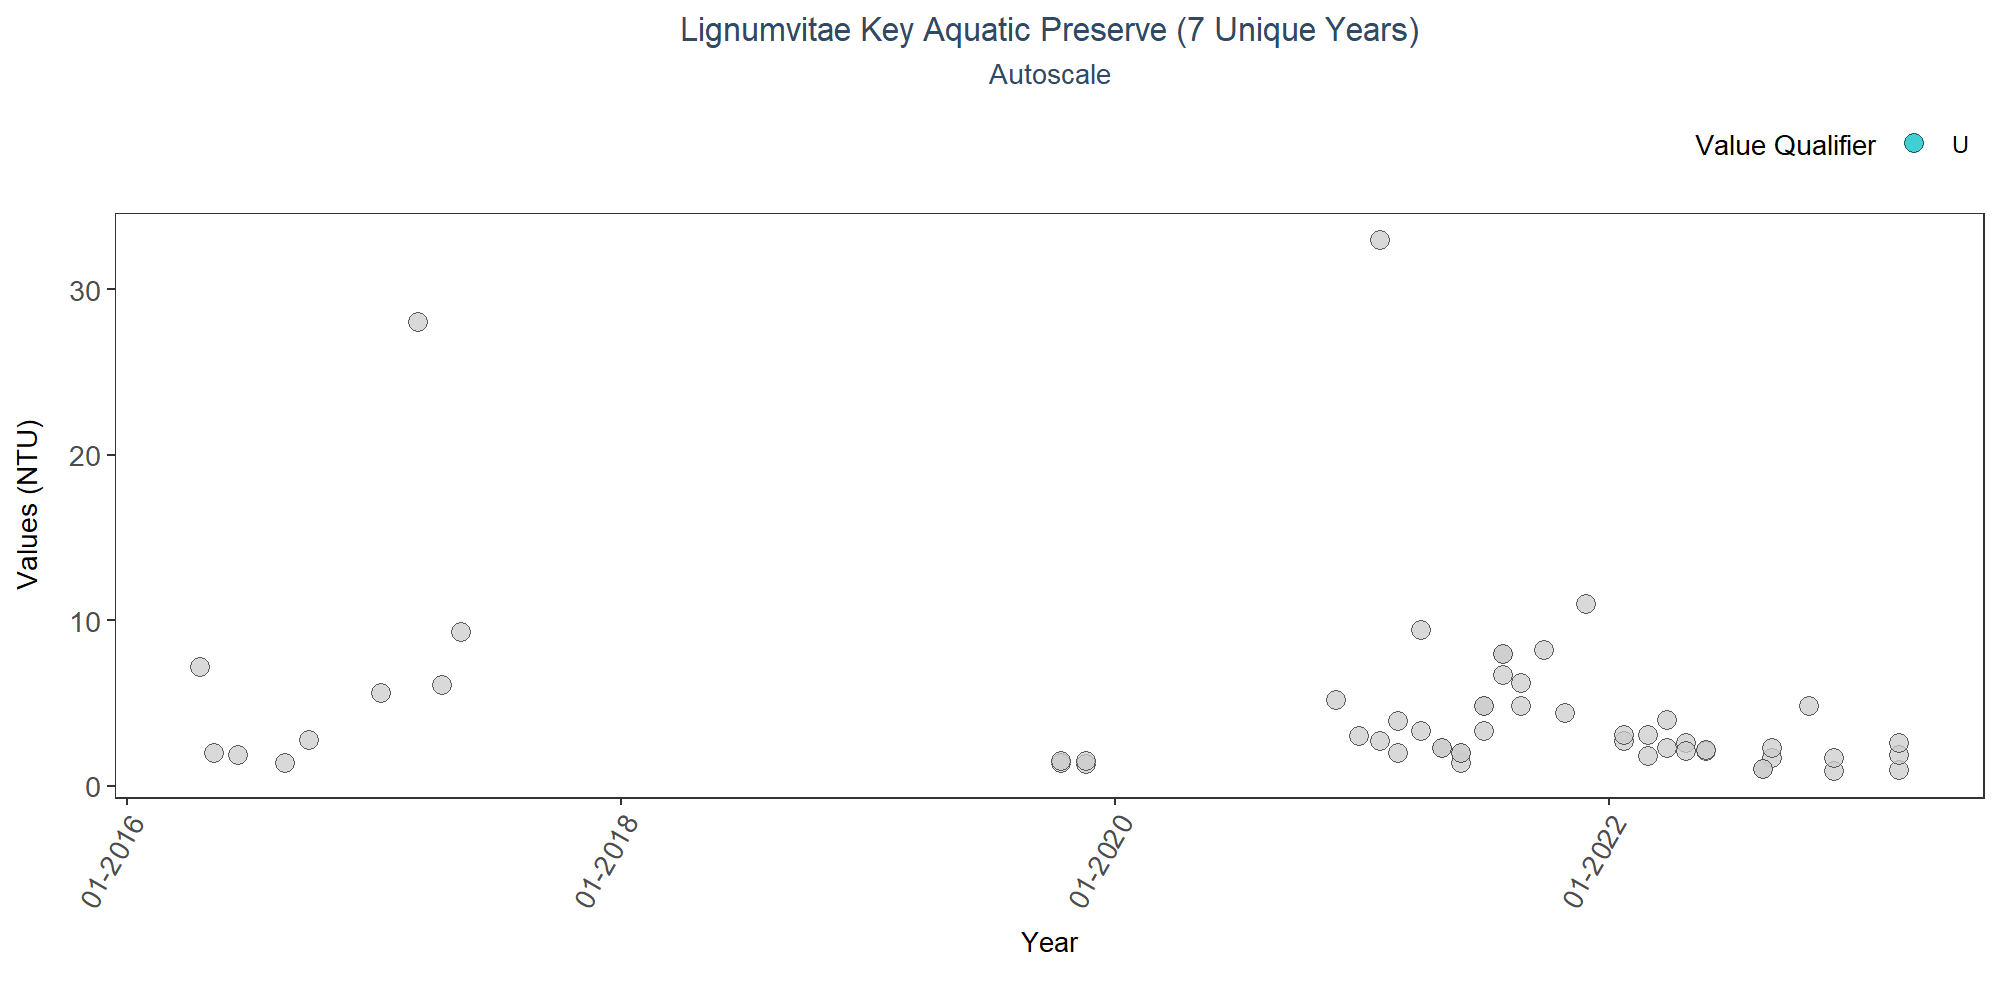 Lignumvitae Key Aquatic Preserve (7 Unique Years)
Autoscale
Value Qualifier U
Values (NTU)
30
20
10
0
01-2016 01-2018 01-2020 01-2022
Year